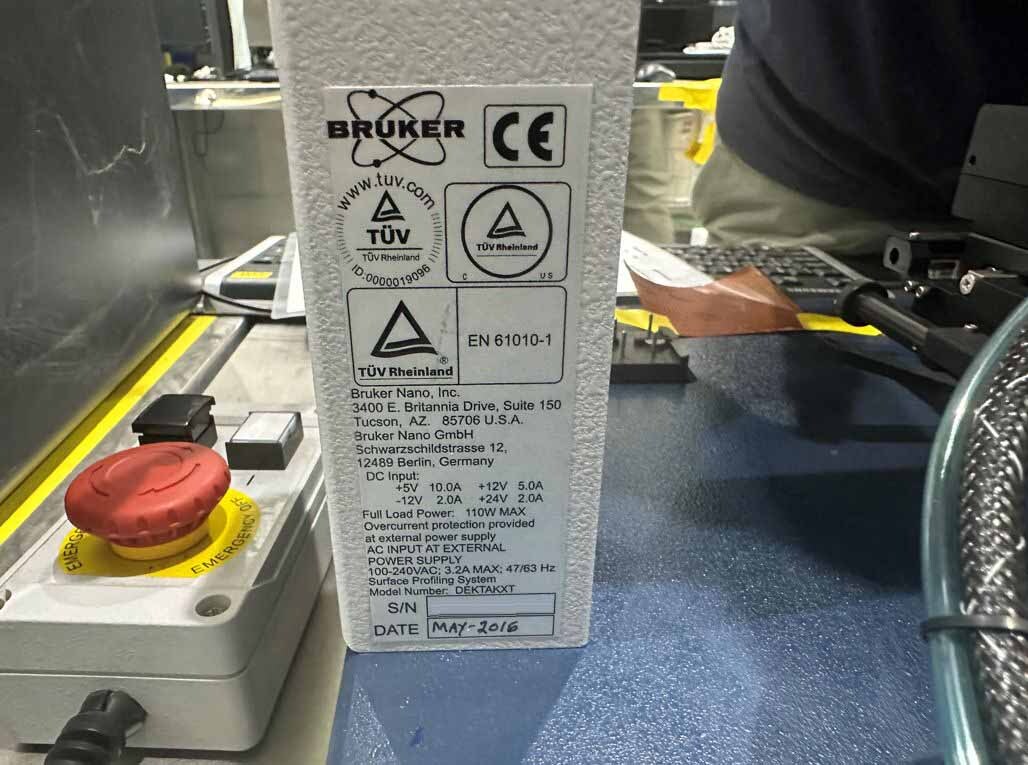 BRUKER
CE
www.tuv.com
TÜV
TÜV Rheinland
ID:0000019096
TÜV Rheinland
C US
TÜV Rheinland ®
EN 61010-1
Bruker Nano, Inc.
3400 E. Britannia Drive, Suite 150
Tucson, AZ. 85706 U.S.A.
Bruker Nano GmbH
Schwarzschildstrasse 12,
12489 Berlin, Germany
DC Input:
+5V 10.0A +12V 5.0A
-12V 2.0A +24V 2.0A
Full Load Power: 110W MAX
Overcurrent protection provided
at external power supply
AC INPUT AT EXTERNAL
POWER SUPPLY
100-240VAC; 3.2A MAX; 47/63 Hz
Surface Profiling System
Model Number: DEKTAKXT
S/N
DATE MAY-2016
EMERGENCY OFF